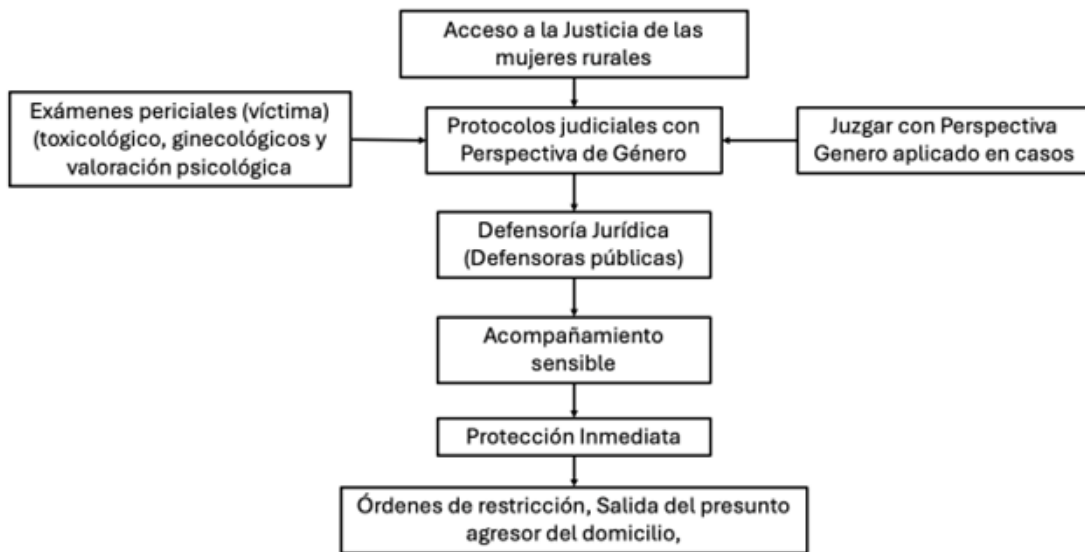 Acceso a la Justicia de las
mujeres rurales
Exámenes periciales (víctima)
(toxicológico, ginecológicos y
valoración psicológica
Protocolos judiciales con
Perspectiva de Género
Juzgar con Perspectiva
Genero aplicado en casos
Defensoría Jurídica
(Defensoras públicas)
Acompañamiento
sensible
Protección Inmediata
Órdenes de restricción, Salida del presunto
agresor del domicilio,